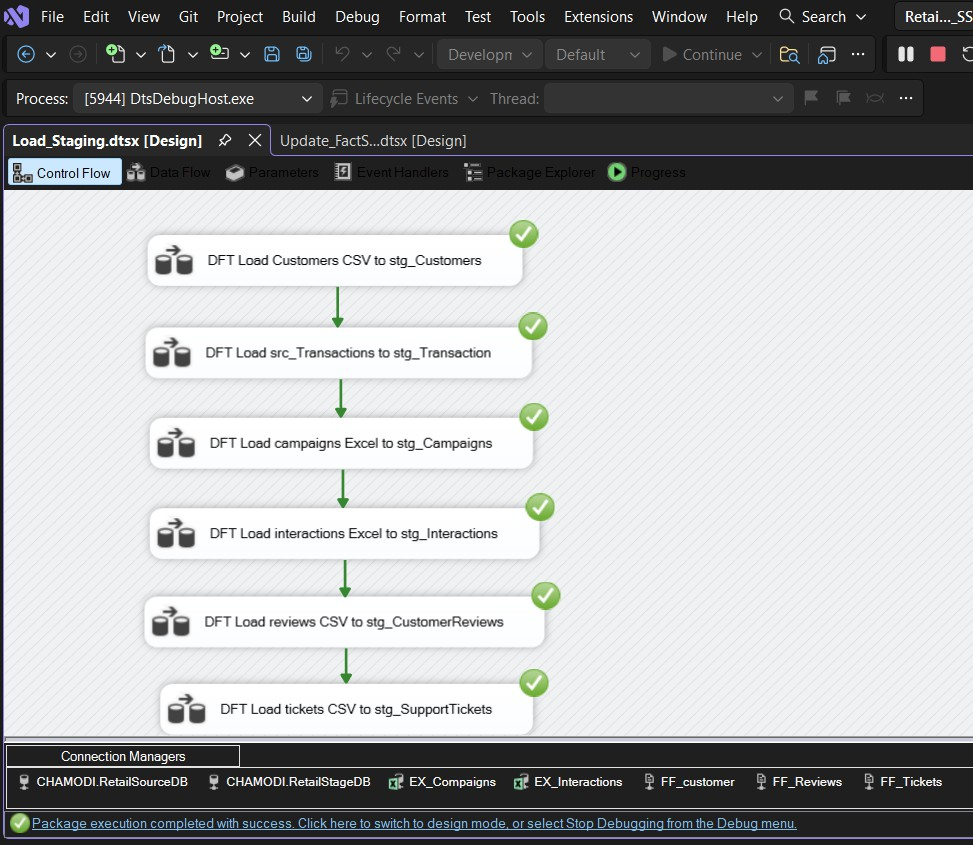 File Edit View Git Project Build Debug Format Test Tools Extensions Window Help Search Retai..._SS
Developn Default Continue
Process: [5944] DtsDebugHost.exe Lifecycle Events Thread:
Load_Staging.dtsx [Design] Update_FactS...dtsx [Design]
Control Flow Data Flow Parameters Event Handlers Package Explorer Progress
DFT Load Customers CSV to stg_Customers
DFT Load src_Transactions to stg_Transaction
DFT Load campaigns Excel to stg_Campaigns
DFT Load interactions Excel to stg_Interactions
DFT Load reviews CSV to stg_CustomerReviews
DFT Load tickets CSV to stg_SupportTickets
Connection Managers
CHAMODI.RetailSourceDB CHAMODI.RetailStageDB EX_Compaigns EX_Interactions FF_customer FF_Reviews FF_Tickets
Package execution completed with success. Click here to switch to design mode, or select Stop Debugging from the Debug menu.